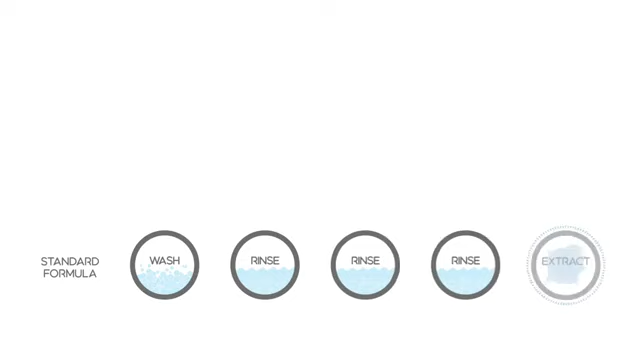 STANDARD
FORMULA
WASH
RINSE
RINSE
RINSE
EXTRACT